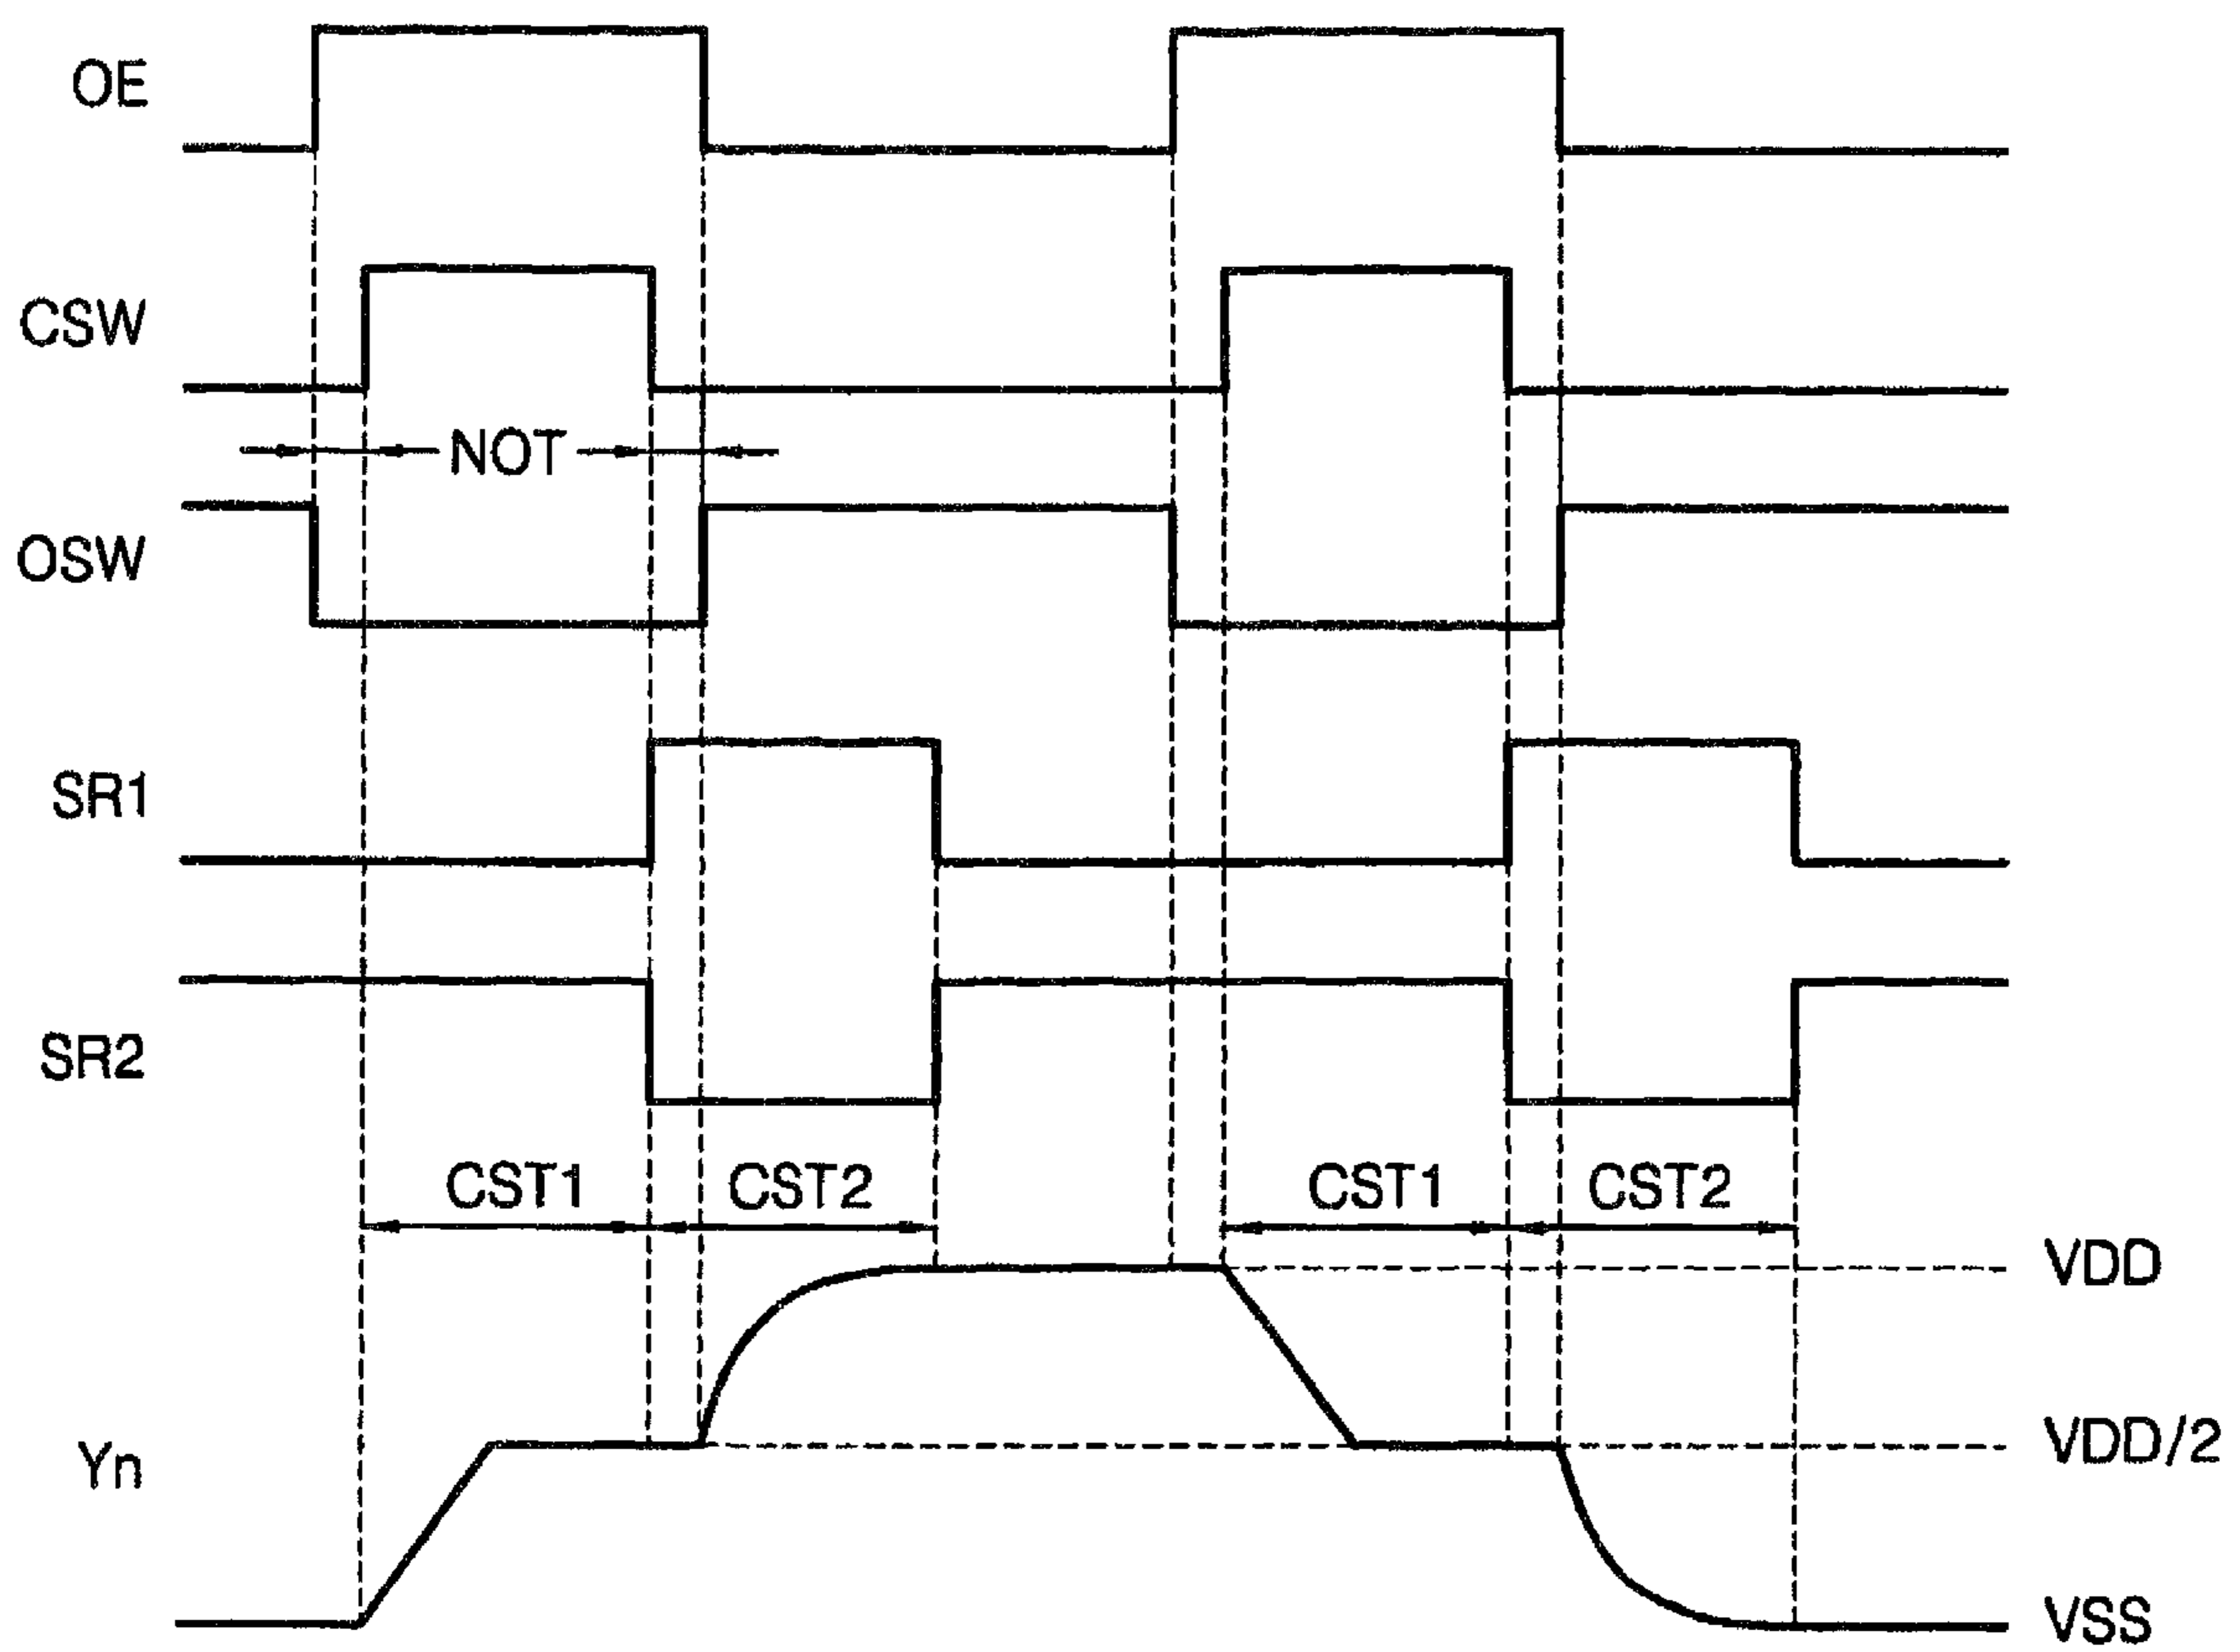 OE
CSW
NOT
OSW
SR1
SR2
CST1 CST2 CST1 CST2
VDD
Yn VDD/2
VSS